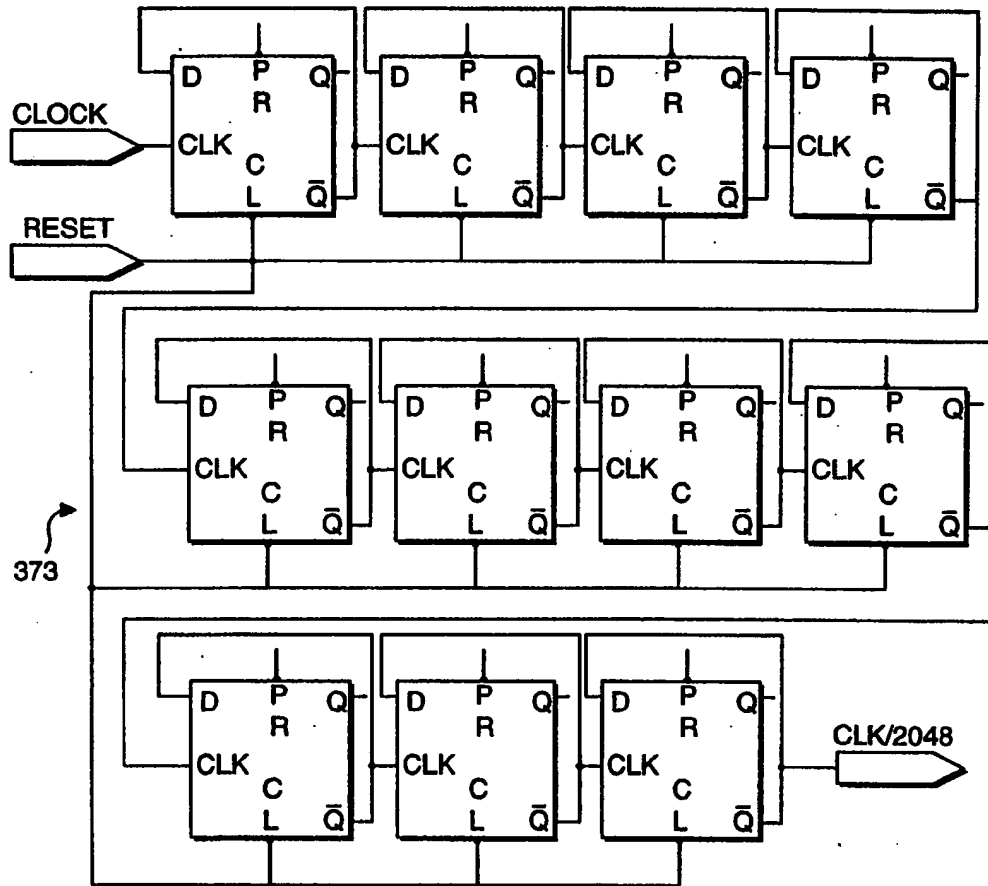 D P Q D P Q D P Q D P Q
R R R R
CLOCK
CLK CLK CLK CLK
C C C C
L Q̅ L Q̅ L Q̅ L Q̅
RESET
D P Q D P Q D P Q D P Q
R R R R
CLK CLK CLK CLK
C C C C
L Q̅ L Q̅ L Q̅ L Q̅
373
D P Q D P Q D P Q
R R R
CLK/2048
CLK CLK CLK
C C C
L Q̅ L Q̅ L Q̅